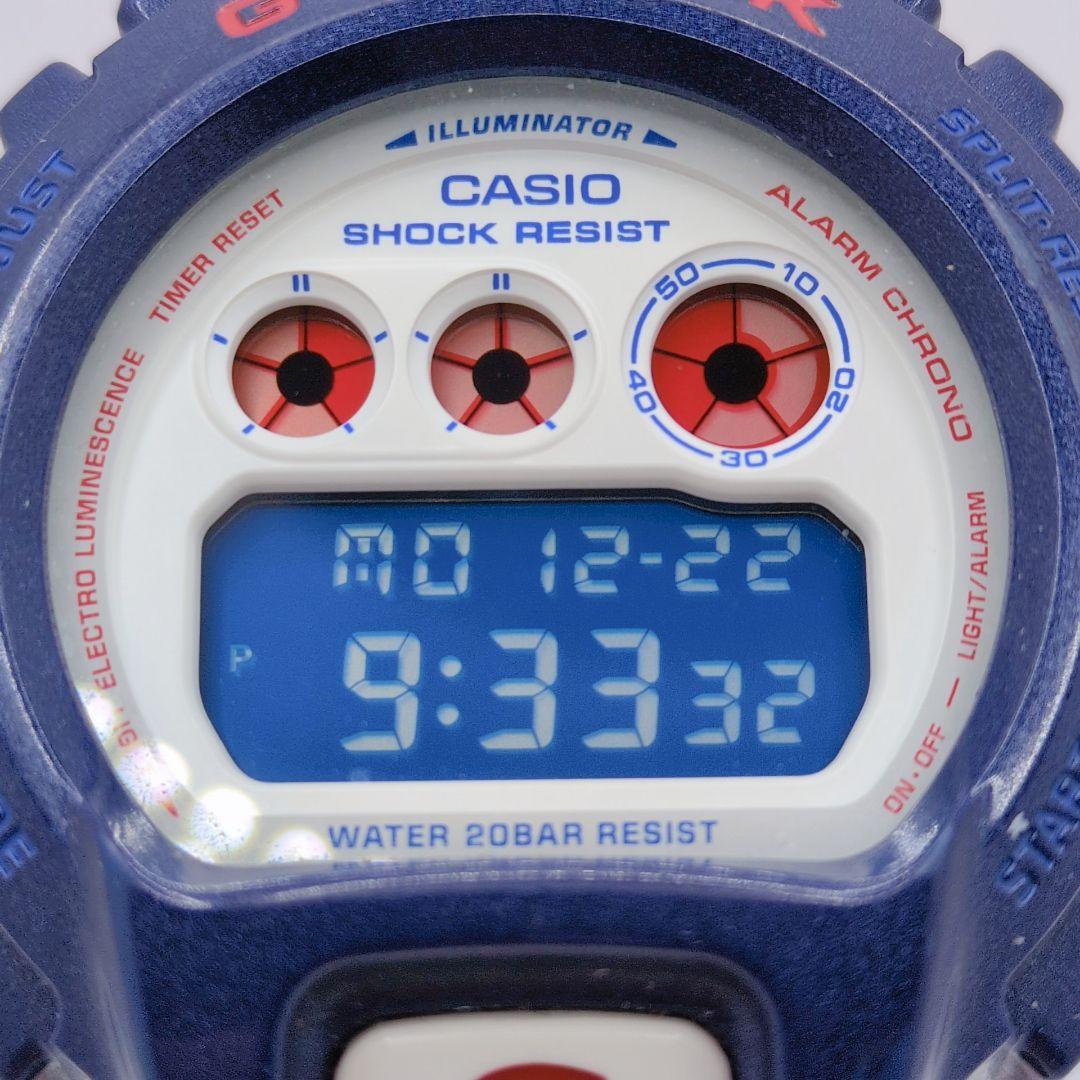 ILLUMINATOR
CASIO
SHOCK RESIST
TIMER RESET
ALARM CHRONO
50 10
40 20
30
ELECTRO LUMINESCENCE
LIGHT/ALARM
ON·OFF
MO 12-22
P
9:33 32
WATER 20BAR RESIST